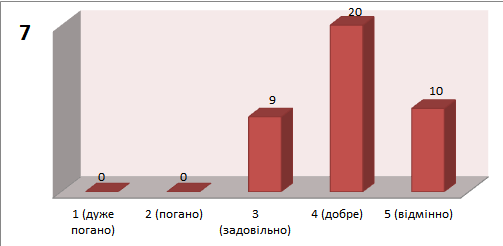 7
20
9
10
0
0
1 (дуже
погано)
2 (погано)
3
(задовільно)
4 (добре)
5 (відмінно)